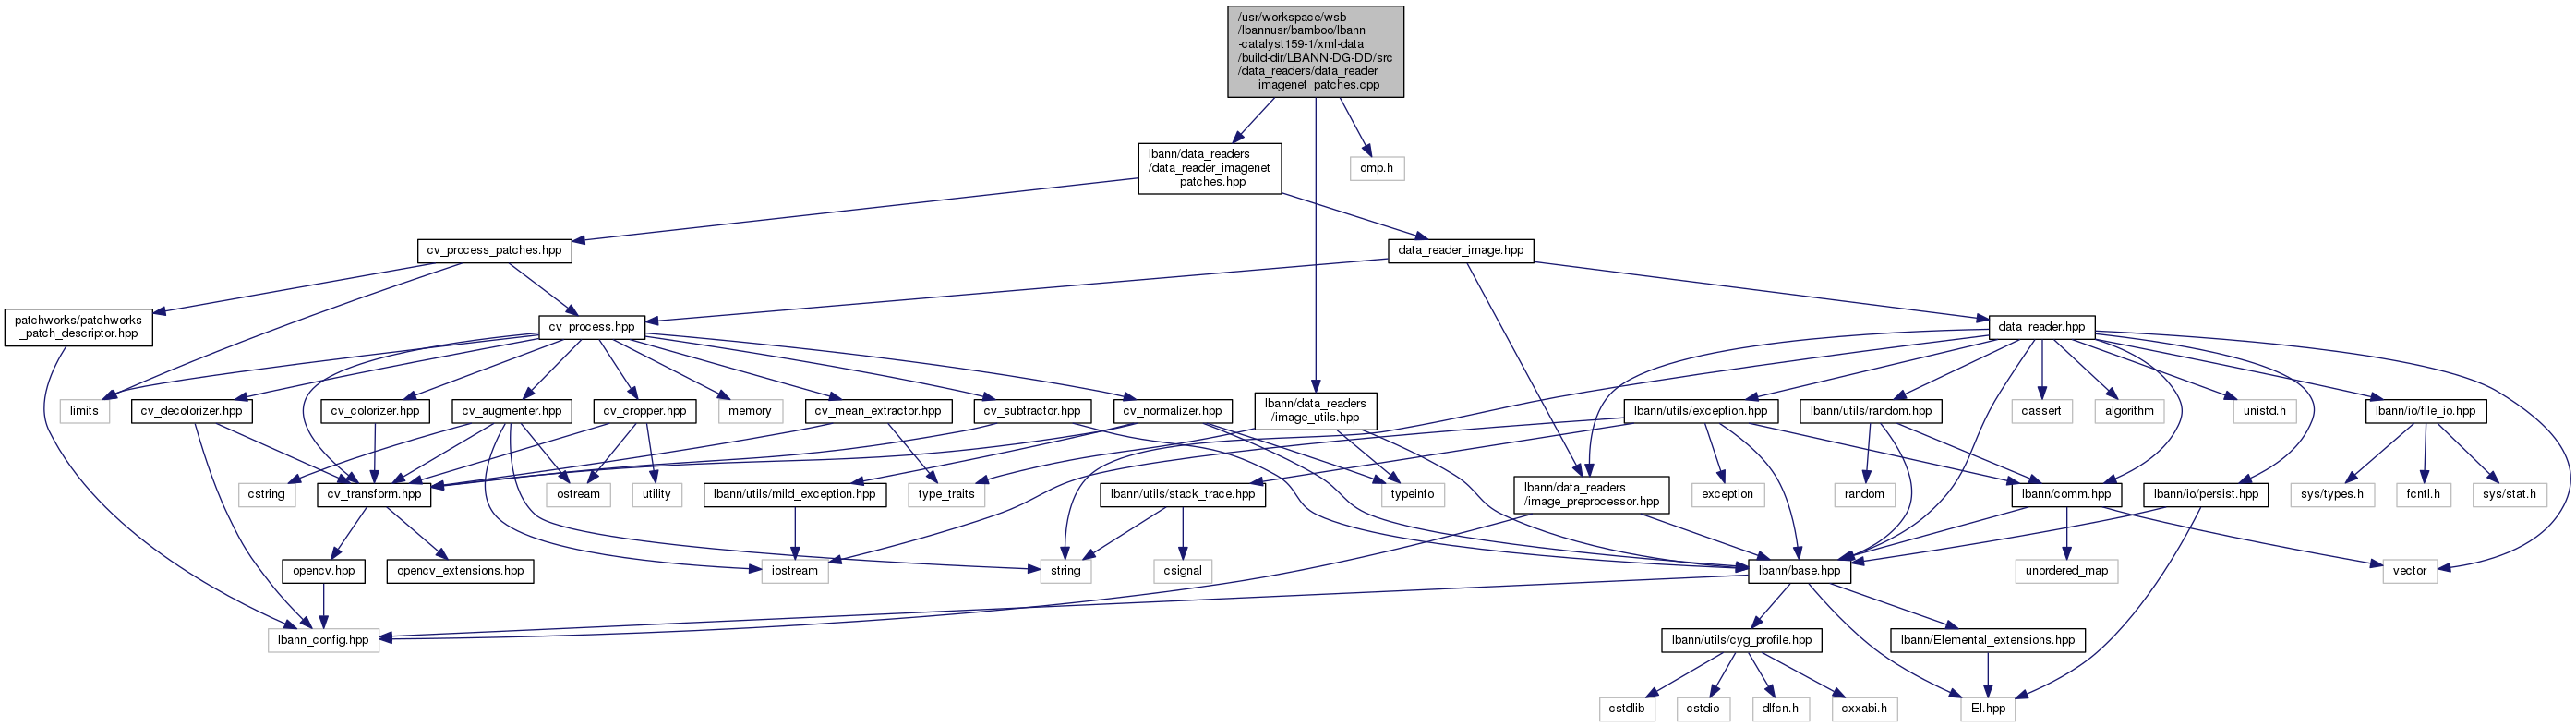 /usr/workspace/wsb
/lbannusr/bamboo/lbann
-catalyst159-1/xml-data
/build-dir/LBANN-DG-DD/src
/data_readers/data_reader
_imagenet_patches.cpp
lbann/data_readers
/data_reader_imagenet
_patches.hpp
omp.h
cv_process_patches.hpp
data_reader_image.hpp
patchworks/patchworks
_patch_descriptor.hpp
cv_process.hpp
data_reader.hpp
limits
cv_decolorizer.hpp
cv_colorizer.hpp
cv_augmenter.hpp
cv_cropper.hpp
memory
cv_mean_extractor.hpp
cv_subtractor.hpp
cv_normalizer.hpp
lbann/data_readers
/image_utils.hpp
lbann/utils/exception.hpp
lbann/utils/random.hpp
cassert
algorithm
unistd.h
lbann/io/file_io.hpp
cstring
cv_transform.hpp
ostream
utility
lbann/utils/mild_exception.hpp
type_traits
lbann/utils/stack_trace.hpp
typeinfo
lbann/data_readers
/image_preprocessor.hpp
exception
random
lbann/comm.hpp
lbann/io/persist.hpp
sys/types.h
fcntl.h
sys/stat.h
opencv.hpp
opencv_extensions.hpp
iostream
string
csignal
lbann/base.hpp
unordered_map
vector
lbann_config.hpp
lbann/utils/cyg_profile.hpp
lbann/Elemental_extensions.hpp
cstdlib
cstdio
dlfcn.h
cxxabi.h
El.hpp